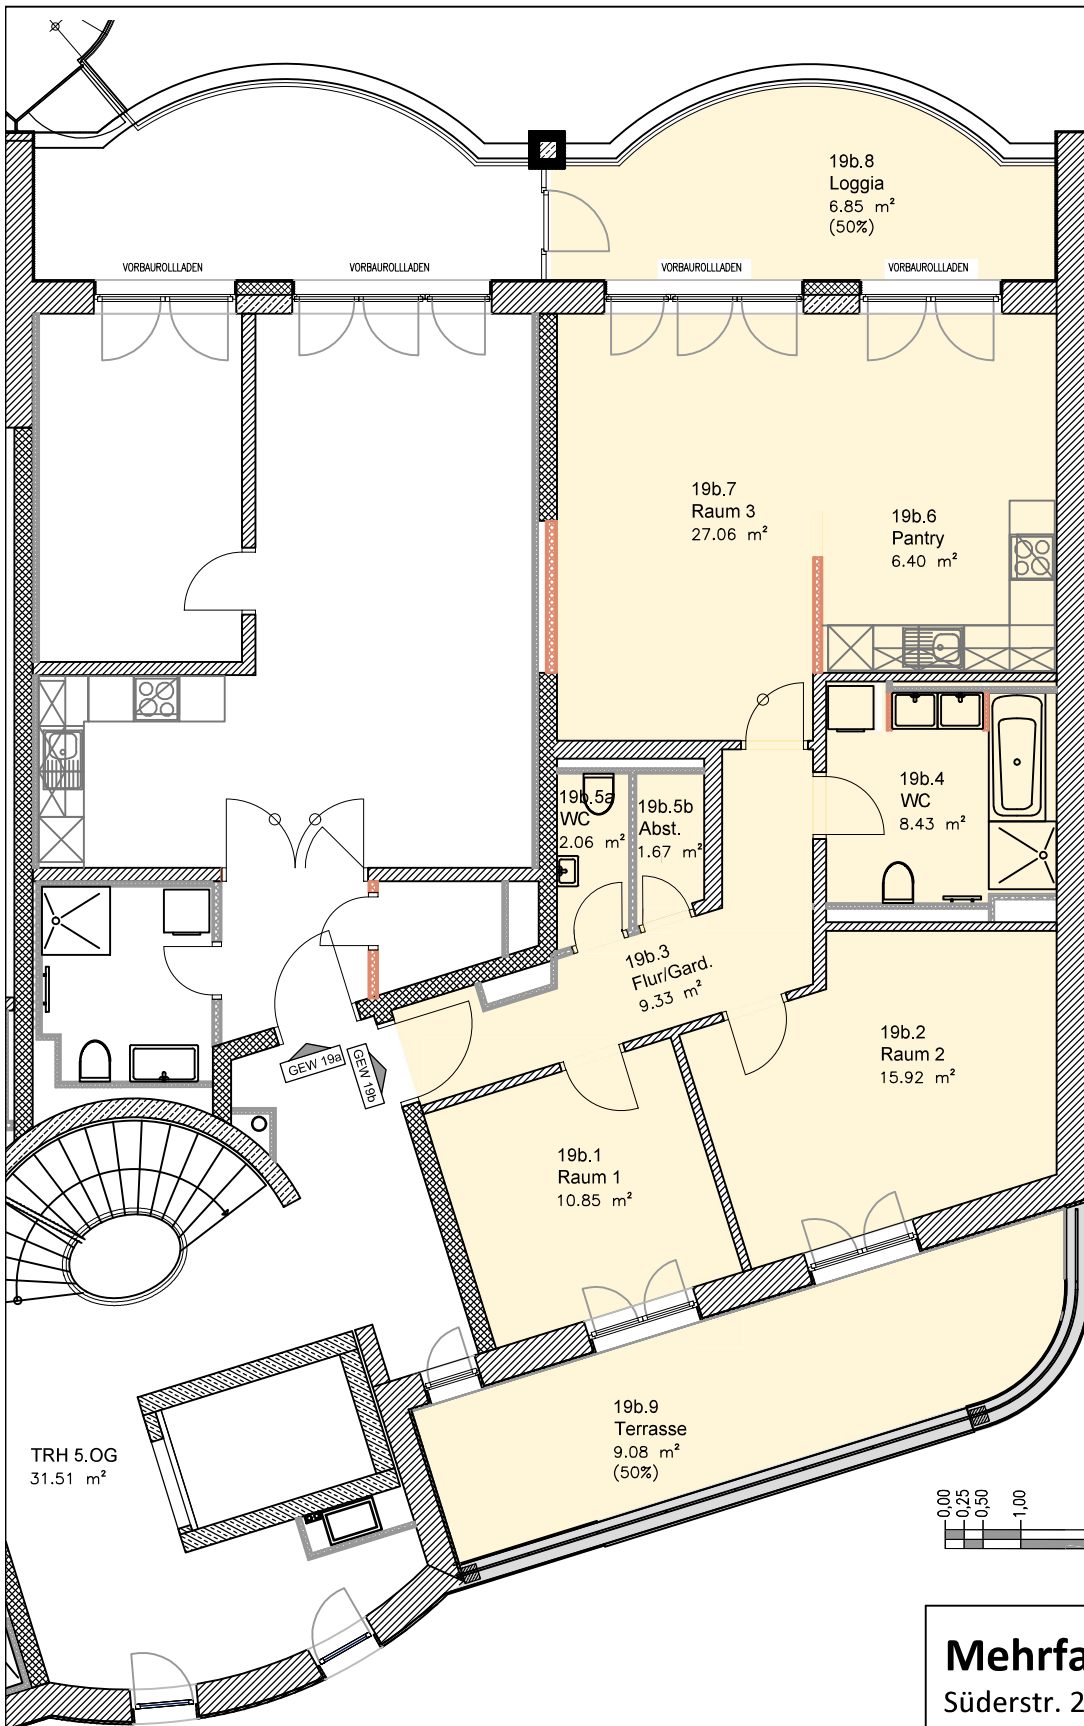 19b.8
Loggia
6.85 m²
(50%)
VORBAUROLLLADEN
VORBAUROLLLADEN
VORBAUROLLLADEN
VORBAUROLLLADEN
19b.7
Raum 3
27.06 m²
19b.6
Pantry
6.40 m²
19b.5a
WC
2.06 m²
19b.5b
Abst.
1.67 m²
19b.4
WC
8.43 m²
19b.3
Flur/Gard.
9.33 m²
GEW 19a
GEW 19b
19b.2
Raum 2
15.92 m²
19b.1
Raum 1
10.85 m²
19b.9
Terrasse
9.08 m²
(50%)
TRH 5.OG
31.51 m²
0,00
0,25
0,50
1,00
Mehrfa
Süderstr. 2